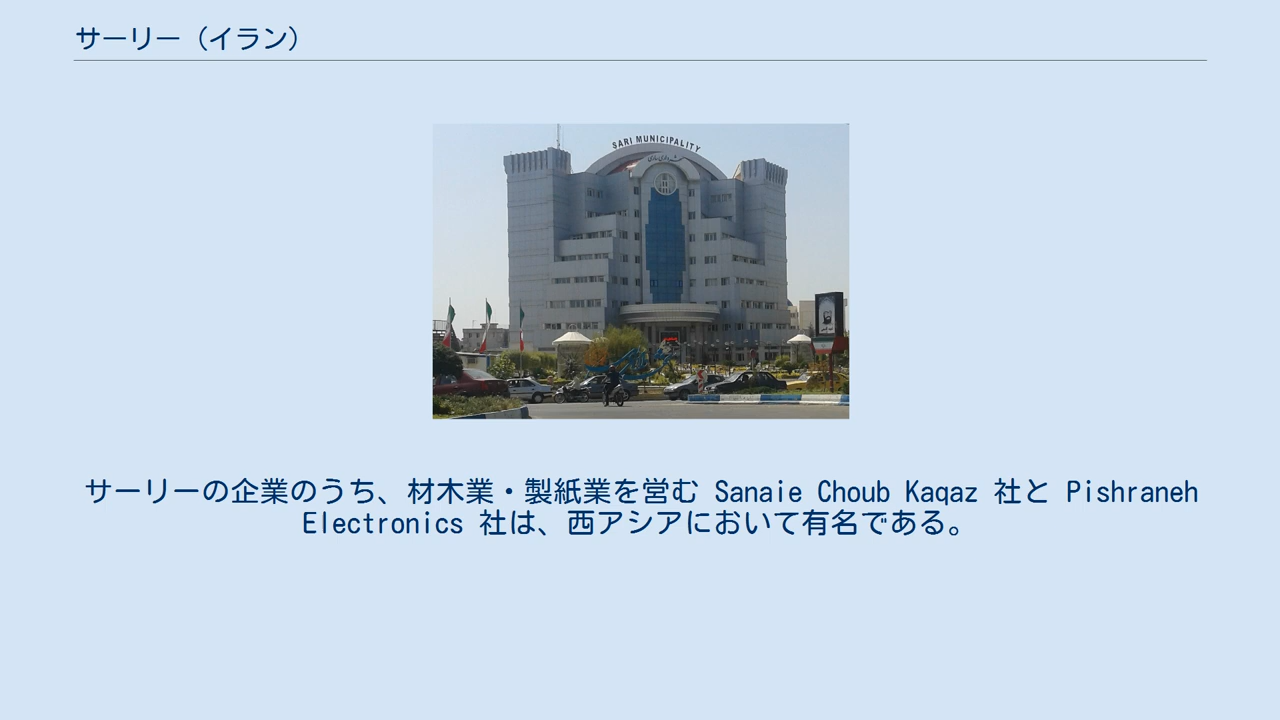 サーリー（イラン）
SARI MUNICIPALITY
サーリーの企業のうち、材木業・製紙業を営む Sanaie Choub Kaqaz 社と Pishraneh
Electronics 社は、西アジアにおいて有名である。